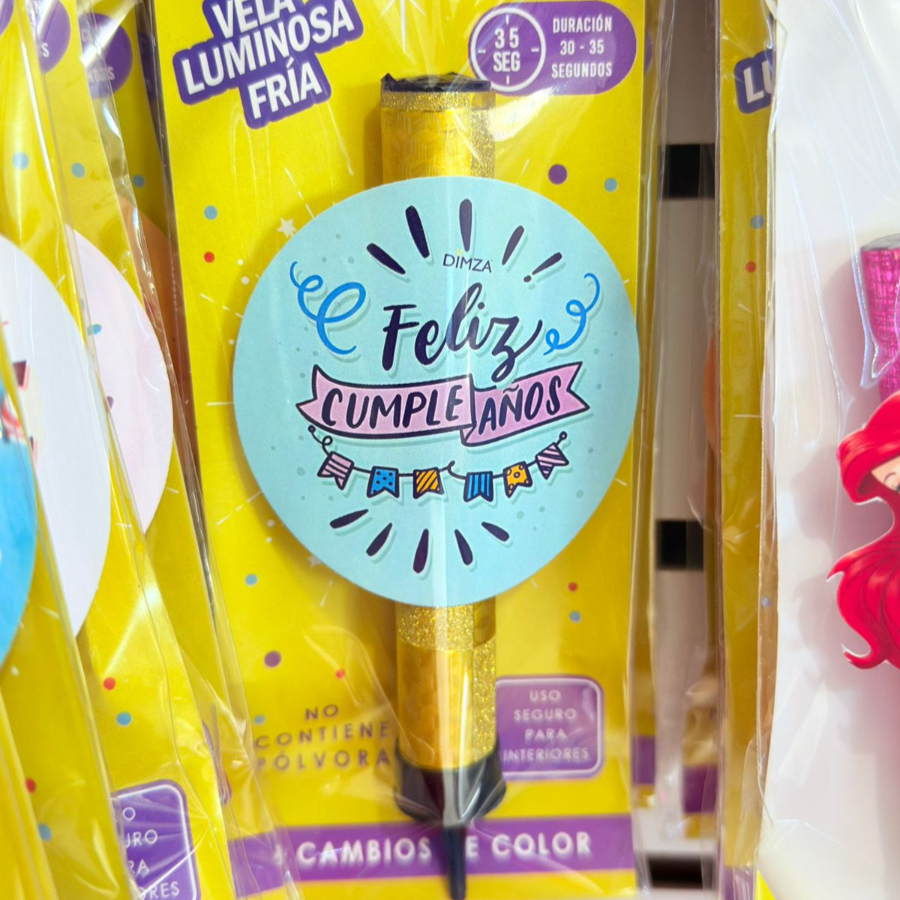 VELA
LUMINOSA
FRÍA
35
SEG
DURACIÓN
30 - 35
SEGUNDOS
DIMZA
Feliz
CUMPLEAÑOS
NO
CONTIENE
PÓLVORA
USO
SEGURO
PARA
INTERIORES
CAMBIOS DE COLOR